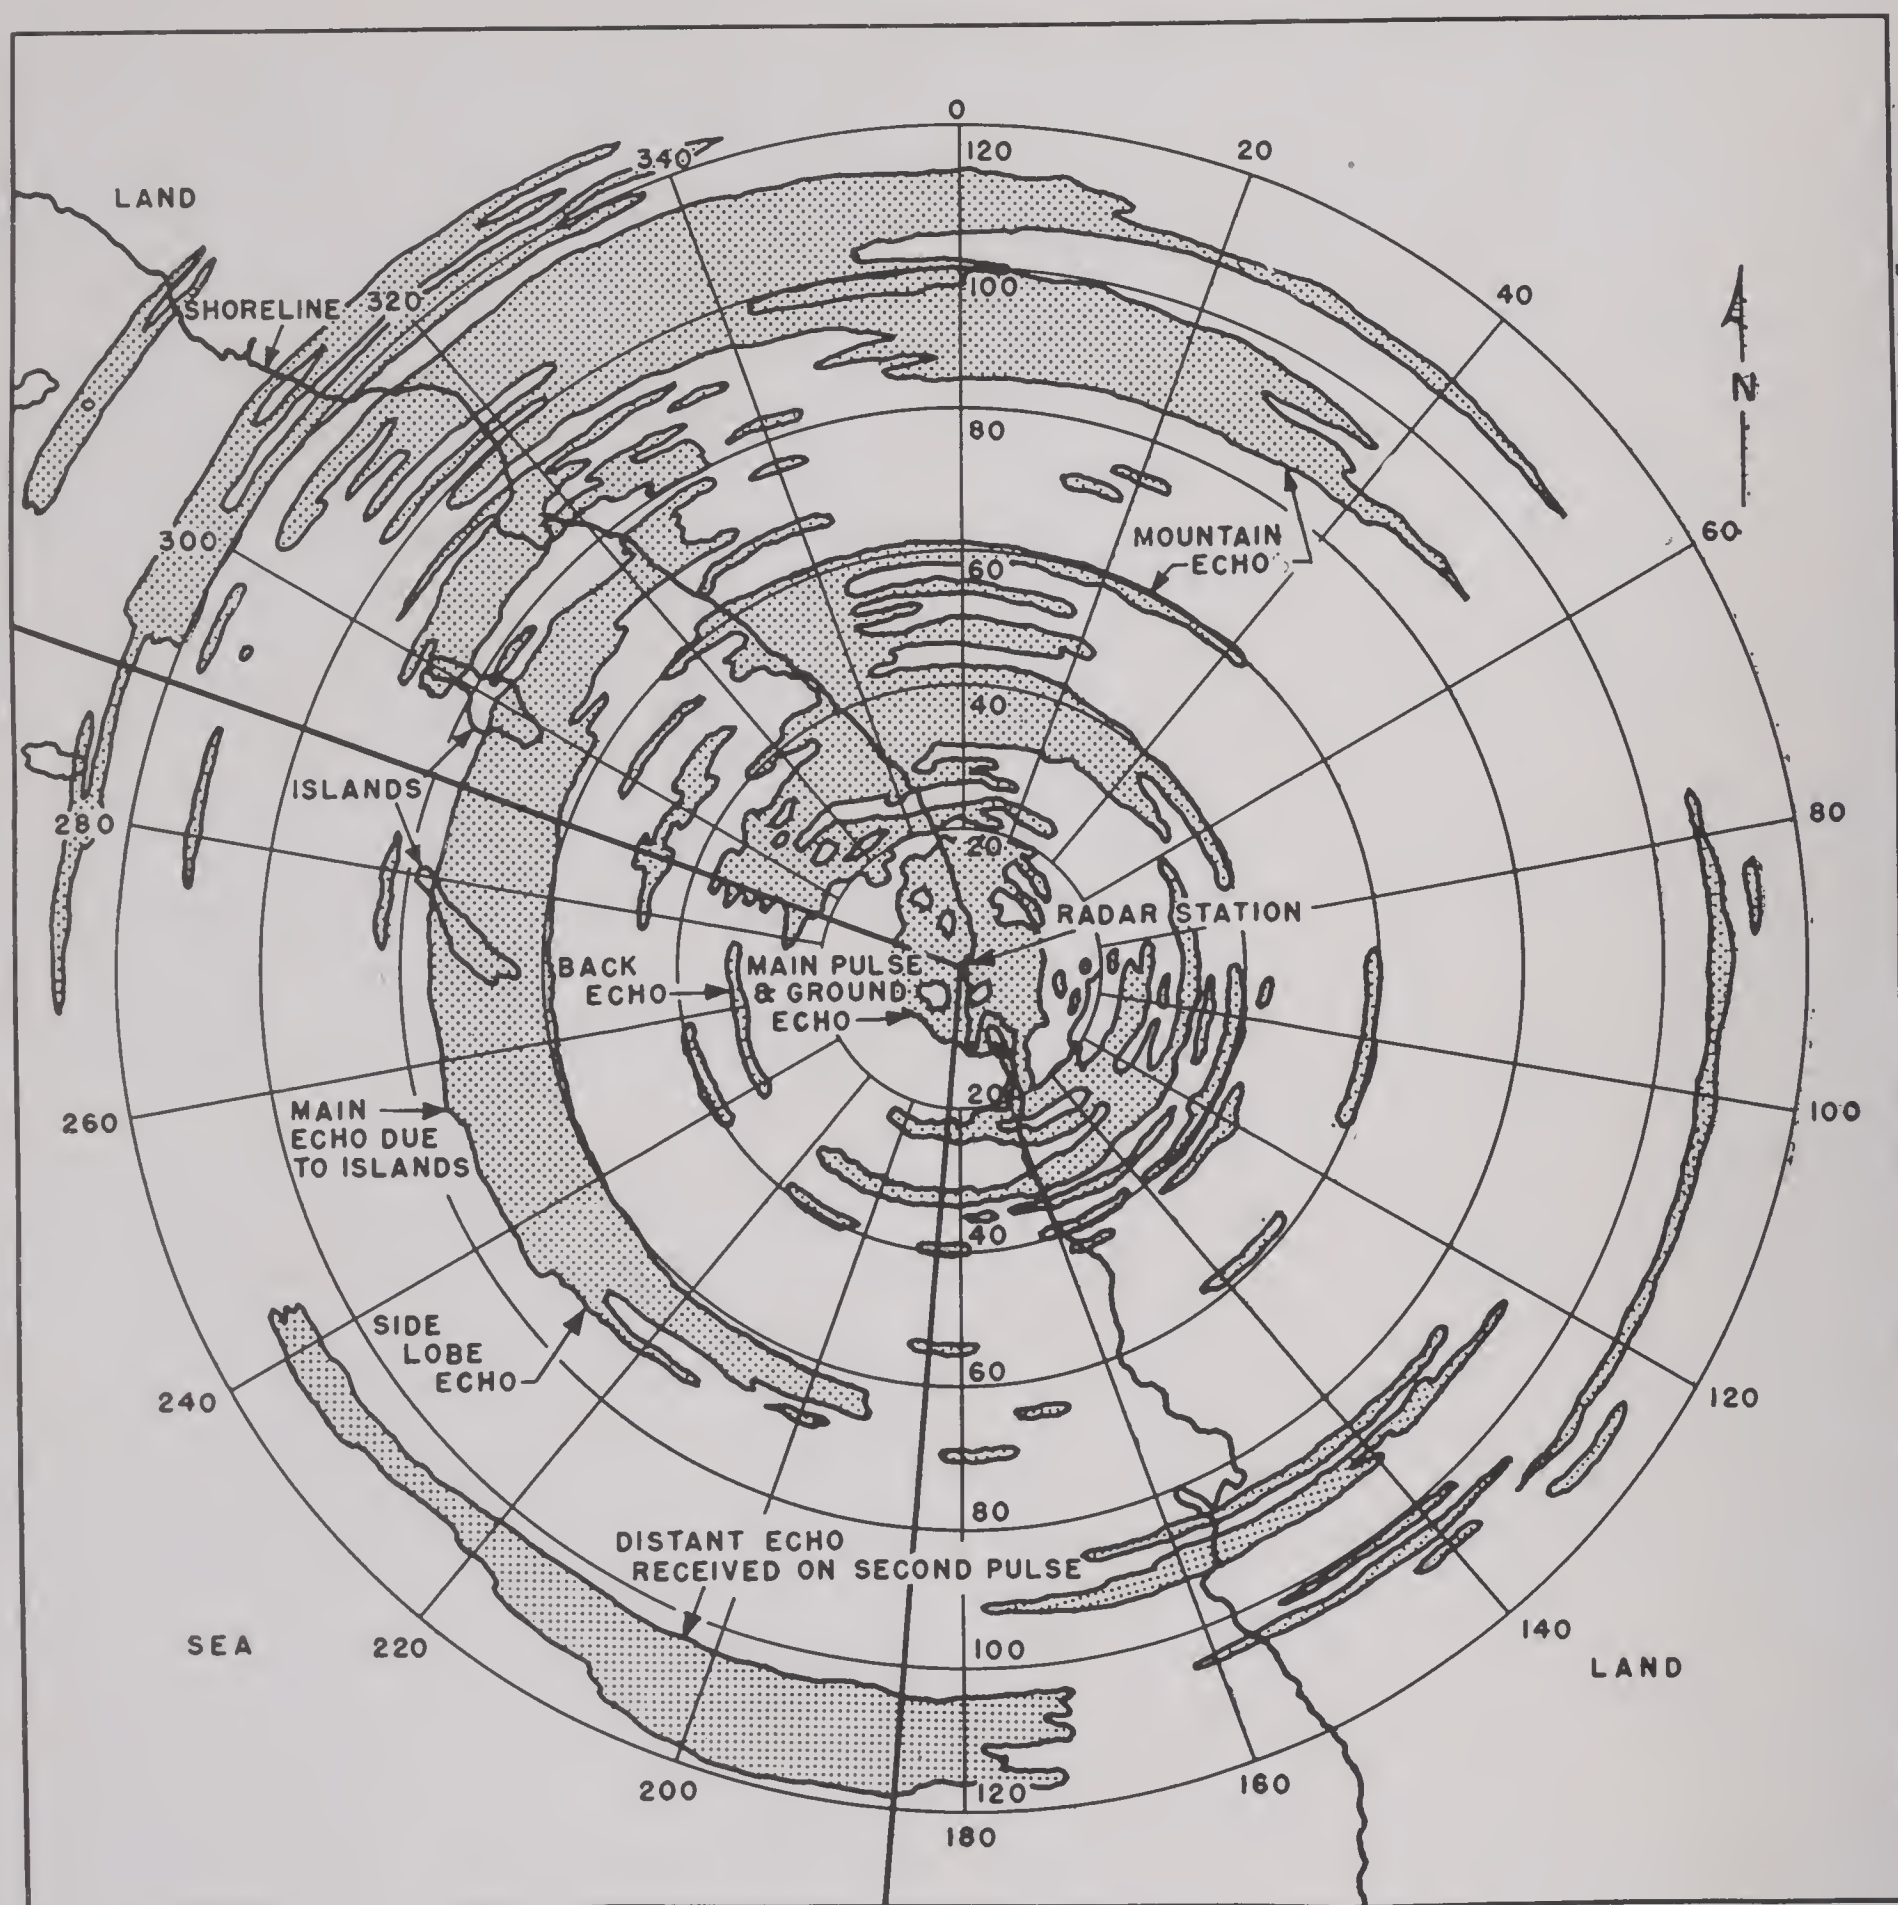 0
340
120
20
LAND
SHORELINE
320
100
40
N
80
300
MOUNTAIN
ECHO
60
60
40
ISLANDS
280
80
20
RADAR STATION
BACK
ECHO
MAIN PULSE
& GROUND
ECHO
260
MAIN
ECHO DUE
TO ISLANDS
20
100
40
SIDE
LOBE
ECHO
60
240
120
80
DISTANT ECHO
RECEIVED ON SECOND PULSE
SEA
220
100
140
LAND
200
120
160
180